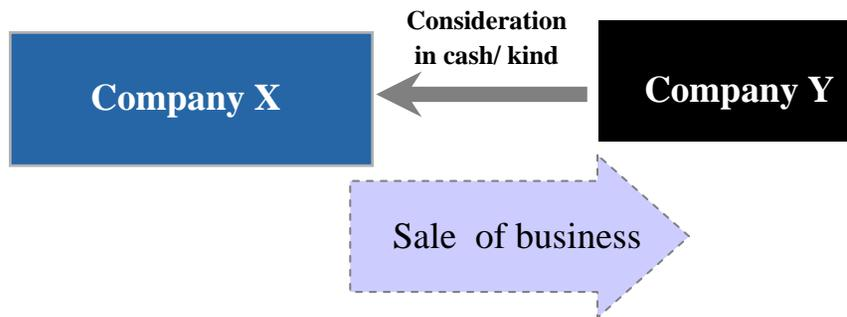 Consideration
in cash/ kind
Company X
Company Y
Sale of business